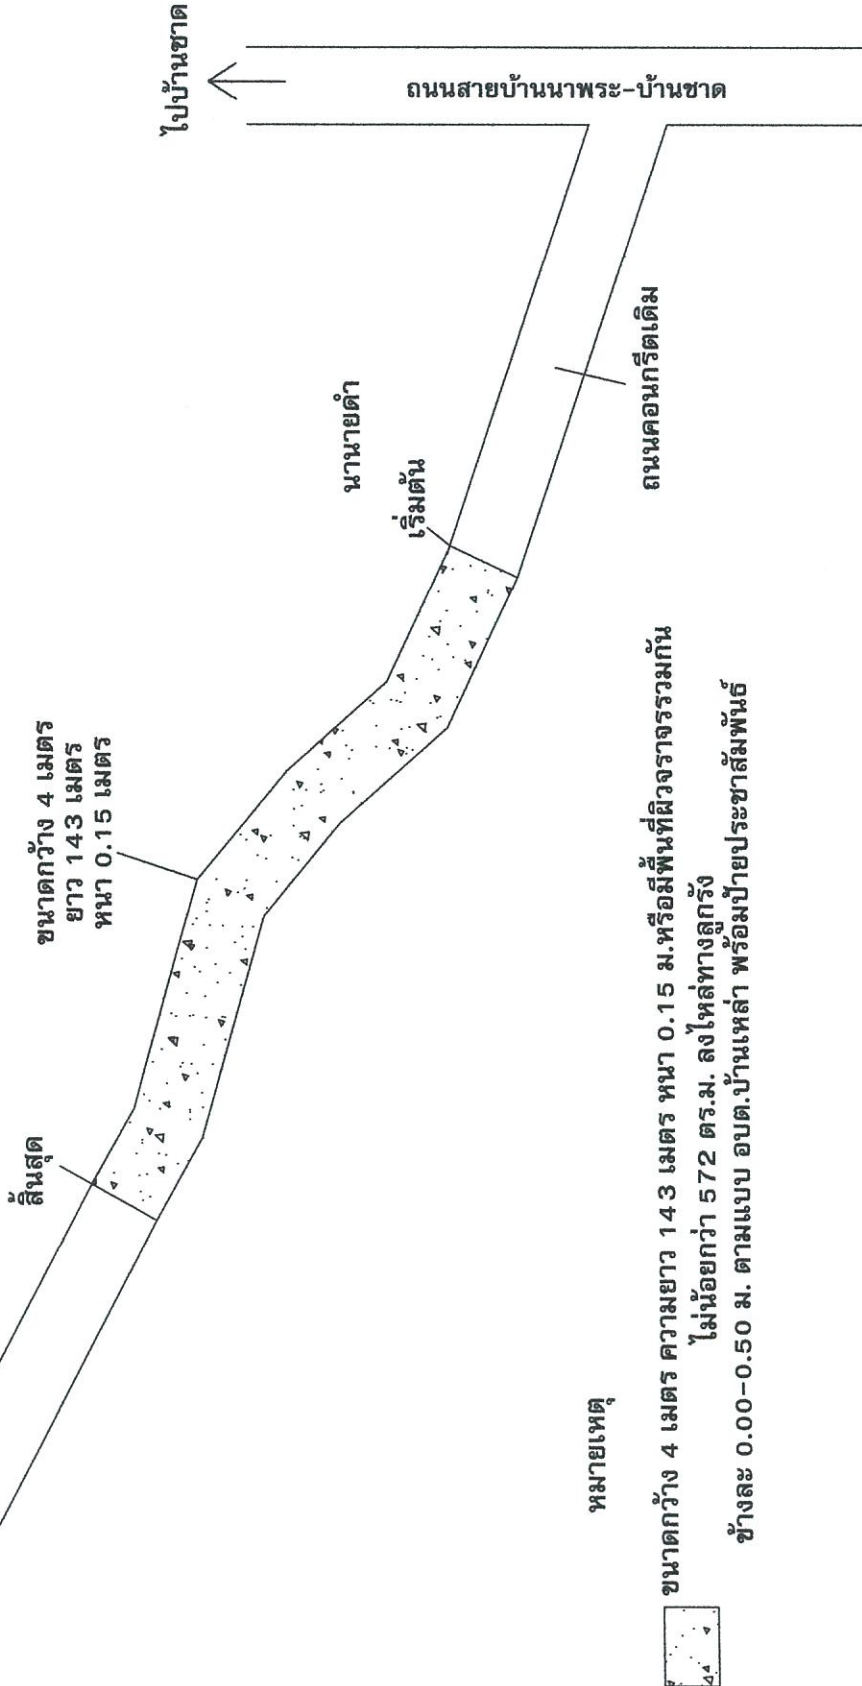 ไปบ้านชาด
ถนนสายบ้านนาพระ-บ้านชาด
นานายดำ
เริ่มต้น
ถนนคอนกรีตเดิม
ขนาดกว้าง 4 เมตร
ยาว 143 เมตร
หนา 0.15 เมตร
สิ้นสุด
หมายเหตุ
ขนาดกว้าง 4 เมตร ความยาว 143 เมตร หนา 0.15 ม.หรือมีพื้นที่ผิวจราจรรวมกัน
ไม่น้อยกว่า 572 ตร.ม. ลงไหล่ทางลูกรัง
ข้างละ 0.00-0.50 ม. ตามแบบ อบต.บ้านเหล่า พร้อมป้ายประชาสัมพันธ์